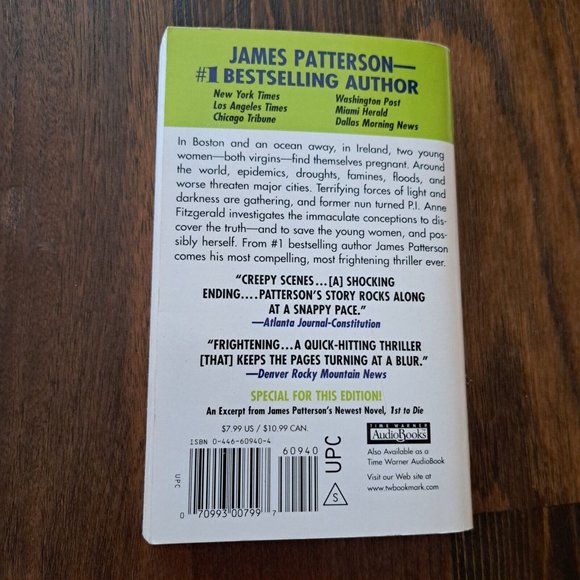 JAMES PATTERSON—
#1 BESTSELLING AUTHOR
New York Times Washington Post
Los Angeles Times Miami Herald
Chicago Tribune Dallas Morning News
In Boston and an ocean away, in Ireland, two young
women—both virgins—find themselves pregnant. Around
the world, epidemics, droughts, famines, floods, and
worse threaten major cities. Terrifying forces of light and
darkness are gathering, and former nun turned P.I. Anne
Fitzgerald investigates the immaculate conceptions to dis-
cover the truth—and to save the young women, and pos-
sibly herself. From #1 bestselling author James Patterson
comes his most compelling, most frightening thriller ever.
"CREEPY SCENES...[A] SHOCKING
ENDING....PATTERSON'S STORY ROCKS ALONG
AT A SNAPPY PACE."
—Atlanta Journal-Constitution
"FRIGHTENING...A QUICK-HITTING THRILLER
[THAT] KEEPS THE PAGES TURNING AT A BLUR."
—Denver Rocky Mountain News
SPECIAL FOR THIS EDITION!
An Excerpt from James Patterson's Newest Novel, 1st to Die
$7.99 US / $10.99 CAN.
ISBN 0-446-60940-4
60940
UPC
UPC
S
0 70993 00799 7
TIME WARNER
AudioBooks
Also Available as a
Time Warner AudioBook
Visit our Web site at
www.twbookmark.com